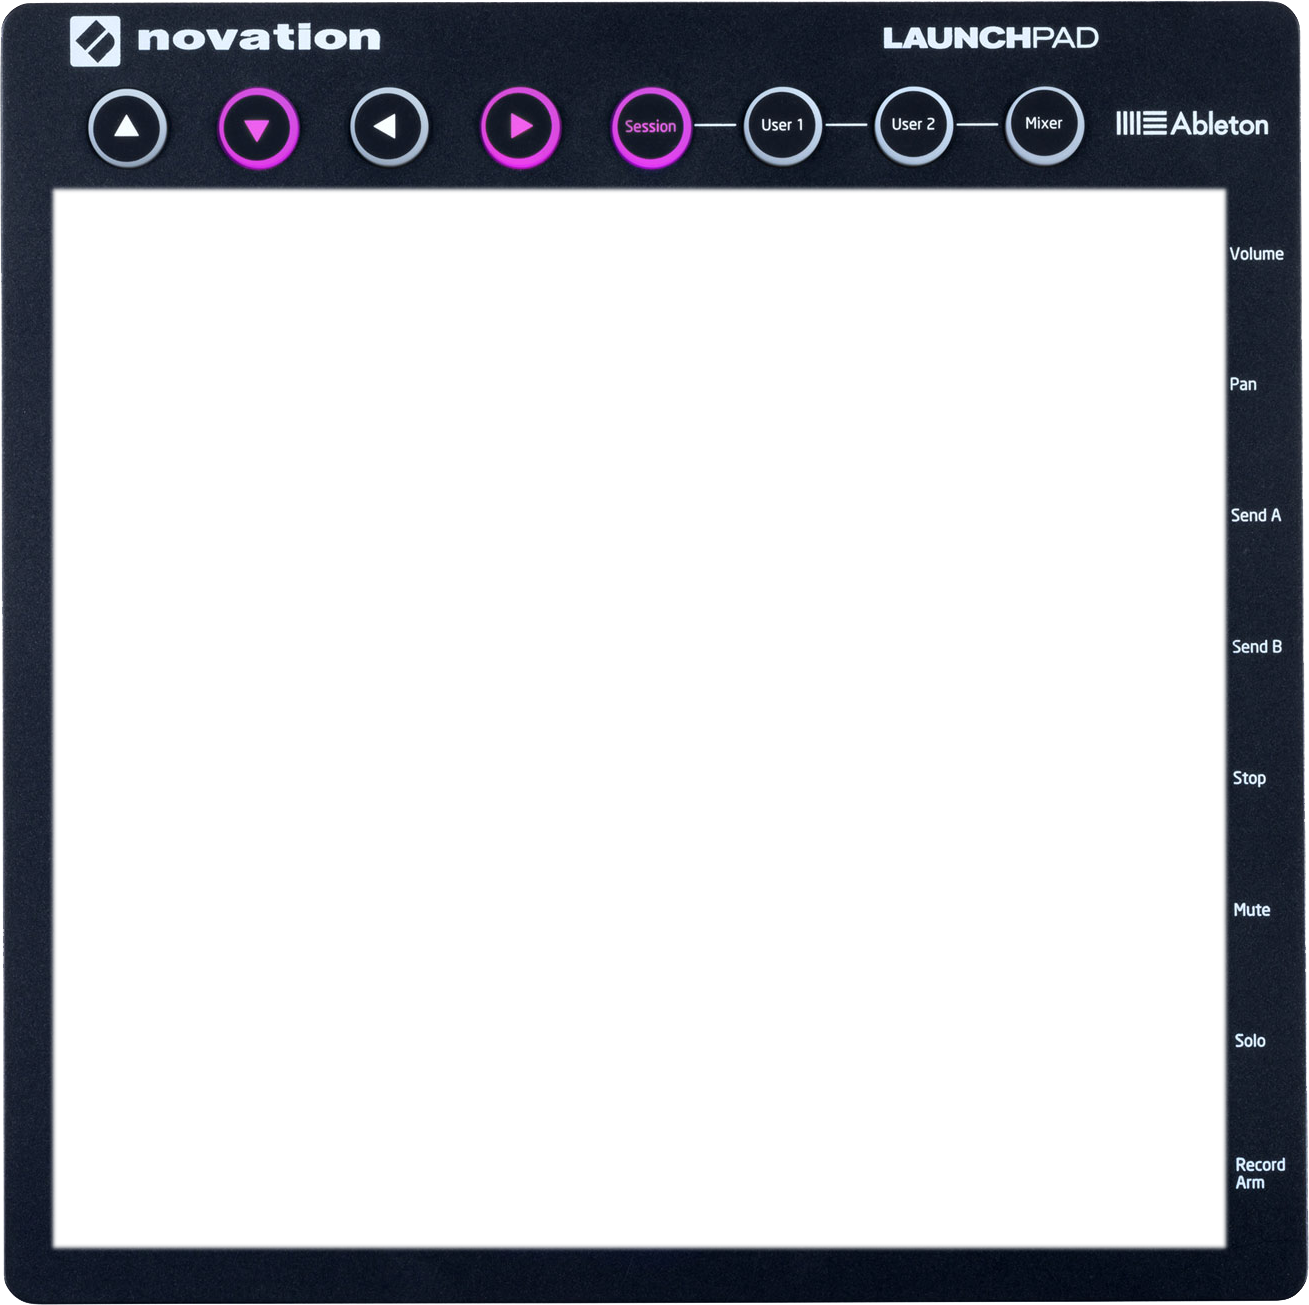 novation
LAUNCHPAD
Session
User 1
User 2
Mixer
Ableton
Volume
Pan
Send A
Send B
Stop
Mute
Solo
Record
Arm